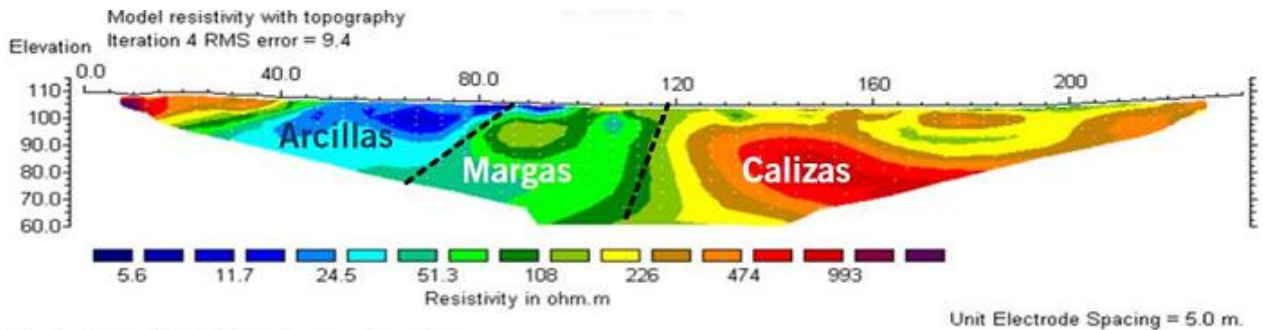 Model resistivity with topography
Elevation Iteration 4 RMS error = 9.4
0.0 40.0 80.0 120 160 200
110
100
90.0
80.0
70.0
60.0
Arcillas
Margas
Calizas
5.6 11.7 24.5 51.3 108 226 474 993
Resistivity in ohm.m
Unit Electrode Spacing = 5.0 m.